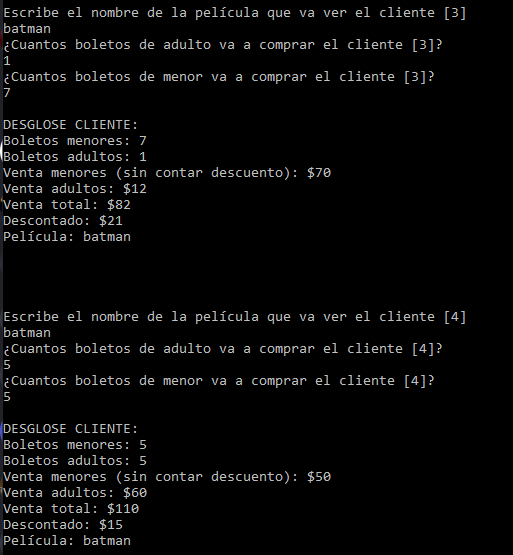 Escribe el nombre de la película que va ver el cliente [3]
batman
¿Cuantos boletos de adulto va a comprar el cliente [3]?
1
¿Cuantos boletos de menor va a comprar el cliente [3]?
7
DESGLOSE CLIENTE:
Boletos menores: 7
Boletos adultos: 1
Venta menores (sin contar descuento): $70
Venta adultos: $12
Venta total: $82
Descontado: $21
Película: batman
Escribe el nombre de la película que va ver el cliente [4]
batman
¿Cuantos boletos de adulto va a comprar el cliente [4]?
5
¿Cuantos boletos de menor va a comprar el cliente [4]?
5
DESGLOSE CLIENTE:
Boletos menores: 5
Boletos adultos: 5
Venta menores (sin contar descuento): $50
Venta adultos: $60
Venta total: $110
Descontado: $15
Película: batman